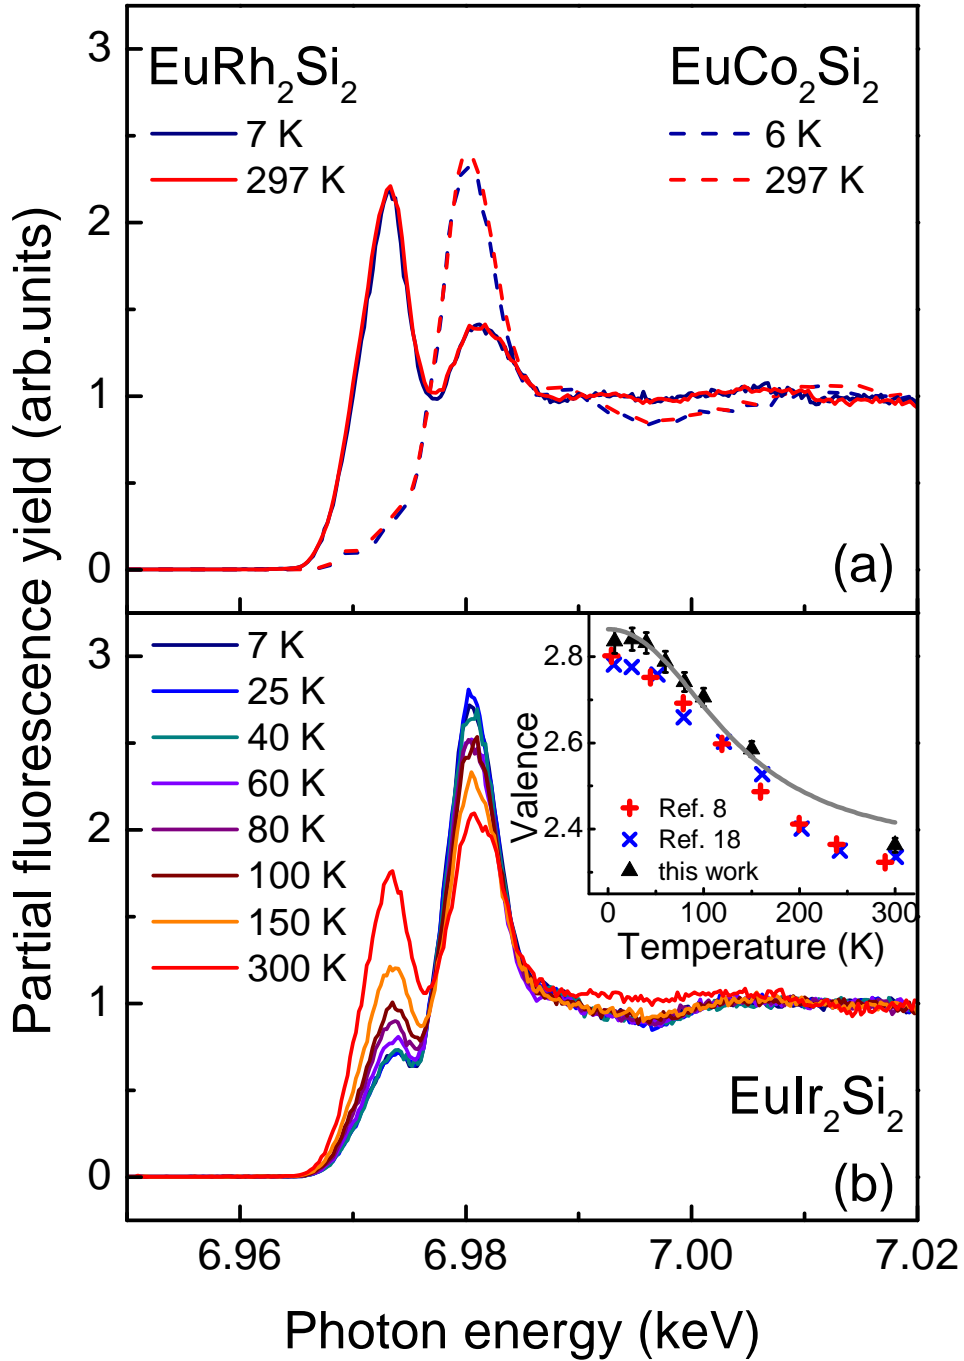 Partial fluorescence yield (arb.units)
3
2
1
0
EuRh₂Si₂
7 K
297 K
EuCo₂Si₂
6 K
297 K
(a)
3
2
1
0
7 K
25 K
40 K
60 K
80 K
100 K
150 K
300 K
Valence
2.8
2.6
2.4
Ref. 8
Ref. 18
this work
0 100 200 300
Temperature (K)
EuIr₂Si₂
(b)
6.96 6.98 7.00 7.02
Photon energy (keV)